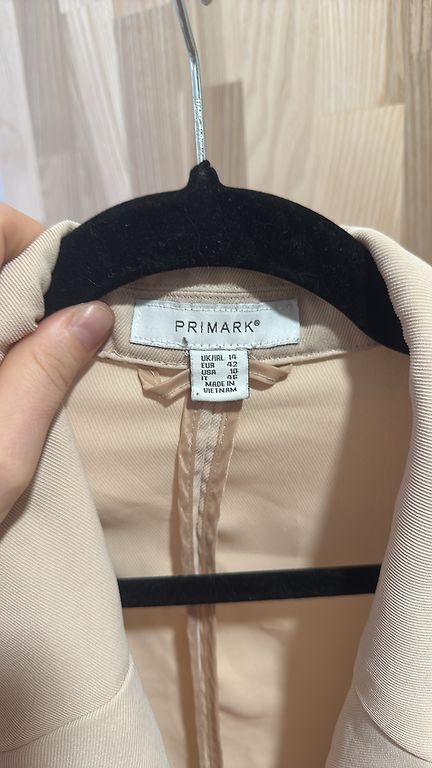 PRIMARK®
UK/IRL 14
EUR 42
USA 10
IT 46
MADE IN
VIETNAM